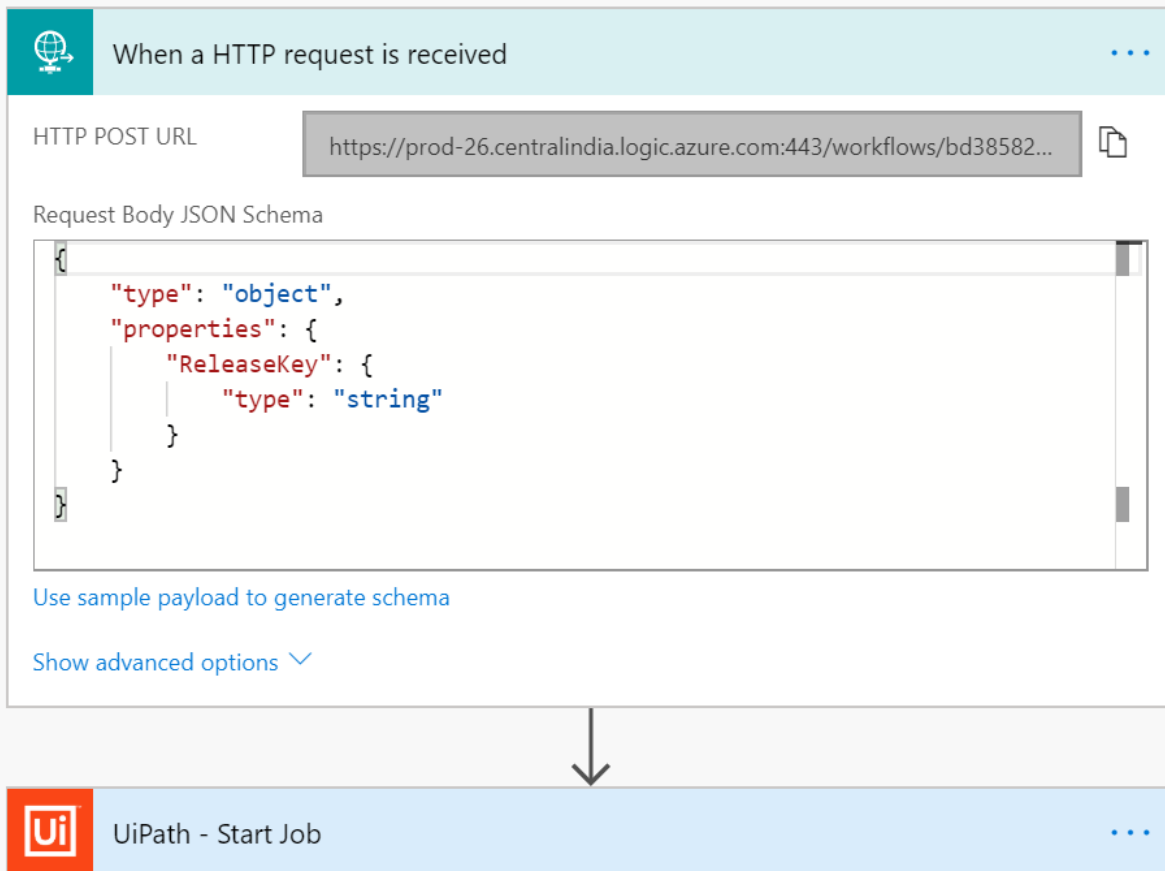 When a HTTP request is received
HTTP POST URL
https://prod-26.centralindia.logic.azure.com:443/workflows/bd38582...
Request Body JSON Schema
{
"type": "object",
"properties": {
"ReleaseKey": {
"type": "string"
}
}
}
Use sample payload to generate schema
Show advanced options
Ui
UiPath - Start Job